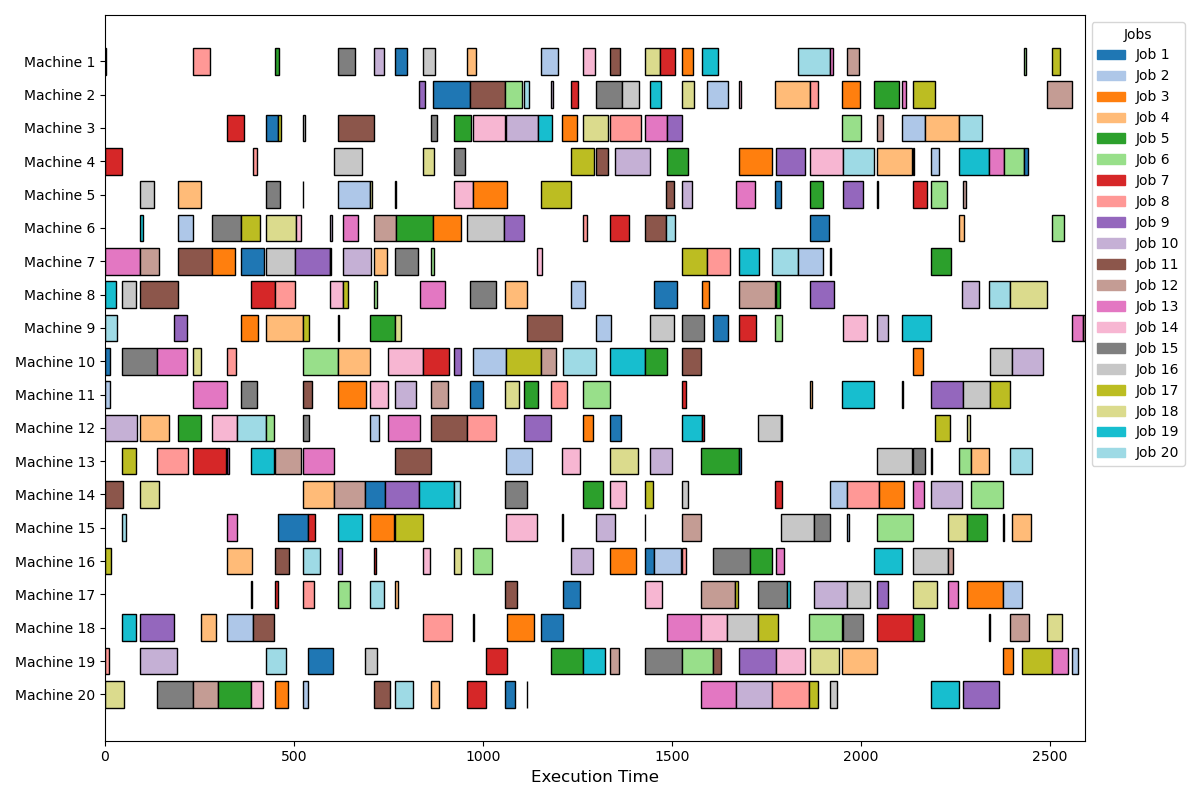 Machine 1
Machine 2
Machine 3
Machine 4
Machine 5
Machine 6
Machine 7
Machine 8
Machine 9
Machine 10
Machine 11
Machine 12
Machine 13
Machine 14
Machine 15
Machine 16
Machine 17
Machine 18
Machine 19
Machine 20
0 500 1000 1500 2000 2500
Execution Time
Jobs
Job 1
Job 2
Job 3
Job 4
Job 5
Job 6
Job 7
Job 8
Job 9
Job 10
Job 11
Job 12
Job 13
Job 14
Job 15
Job 16
Job 17
Job 18
Job 19
Job 20